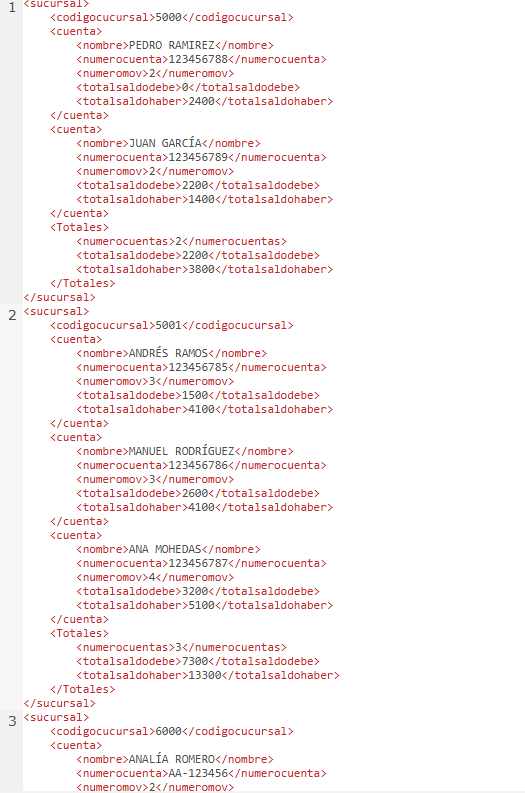 1 <sucursal>
<codigocucursal>5000</codigocucursal>
<cuenta>
<nombre>PEDRO RAMIREZ</nombre>
<numerocuenta>123456788</numerocuenta>
<numeromov>2</numeromov>
<totalsaldodebe>0</totalsaldodebe>
<totalsaldohaber>2400</totalsaldohaber>
</cuenta>
<cuenta>
<nombre>JUAN GARCÍA</nombre>
<numerocuenta>123456789</numerocuenta>
<numeromov>2</numeromov>
<totalsaldodebe>2200</totalsaldodebe>
<totalsaldohaber>1400</totalsaldohaber>
</cuenta>
<Totales>
<numerocuentas>2</numerocuentas>
<totalsaldodebe>2200</totalsaldodebe>
<totalsaldohaber>3800</totalsaldohaber>
</Totales>
</sucursal>
2 <sucursal>
<codigocucursal>5001</codigocucursal>
<cuenta>
<nombre>ANDRÉS RAMOS</nombre>
<numerocuenta>123456785</numerocuenta>
<numeromov>3</numeromov>
<totalsaldodebe>1500</totalsaldodebe>
<totalsaldohaber>4100</totalsaldohaber>
</cuenta>
<cuenta>
<nombre>MANUEL RODRÍGUEZ</nombre>
<numerocuenta>123456786</numerocuenta>
<numeromov>3</numeromov>
<totalsaldodebe>2600</totalsaldodebe>
<totalsaldohaber>4100</totalsaldohaber>
</cuenta>
<cuenta>
<nombre>ANA MOHEDAS</nombre>
<numerocuenta>123456787</numerocuenta>
<numeromov>4</numeromov>
<totalsaldodebe>3200</totalsaldodebe>
<totalsaldohaber>5100</totalsaldohaber>
</cuenta>
<Totales>
<numerocuentas>3</numerocuentas>
<totalsaldodebe>7300</totalsaldodebe>
<totalsaldohaber>13300</totalsaldohaber>
</Totales>
</sucursal>
3 <sucursal>
<codigocucursal>6000</codigocucursal>
<cuenta>
<nombre>ANALÍA ROMERO</nombre>
<numerocuenta>AA-123456</numerocuenta>
<numeromov>2</numeromov>